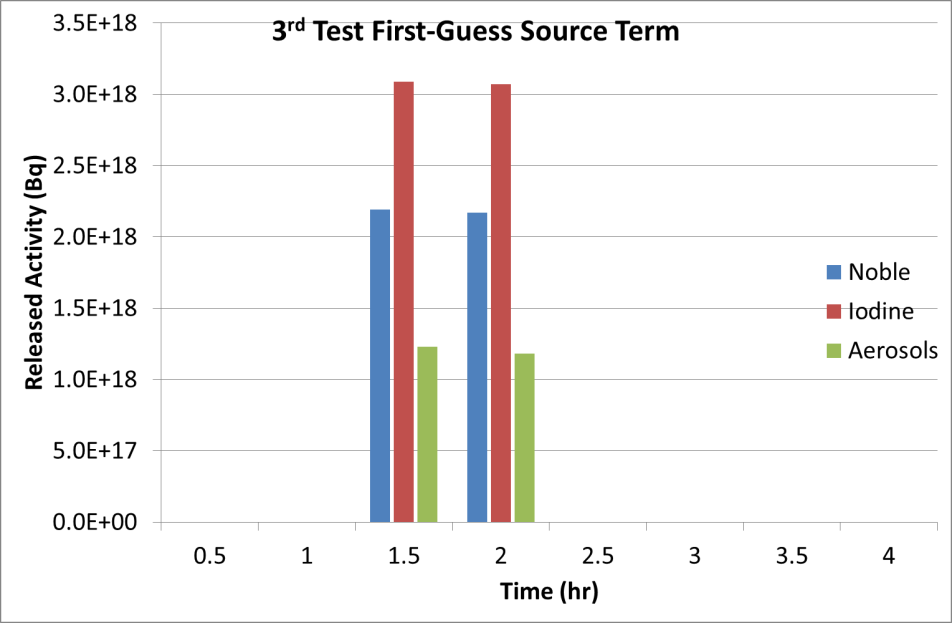 3rd Test First-Guess Source Term
Released Activity (Bq)
3.5E+18
3.0E+18
2.5E+18
2.0E+18
1.5E+18
1.0E+18
5.0E+17
0.0E+00
Noble
Iodine
Aerosols
0.5 1 1.5 2 2.5 3 3.5 4
Time (hr)